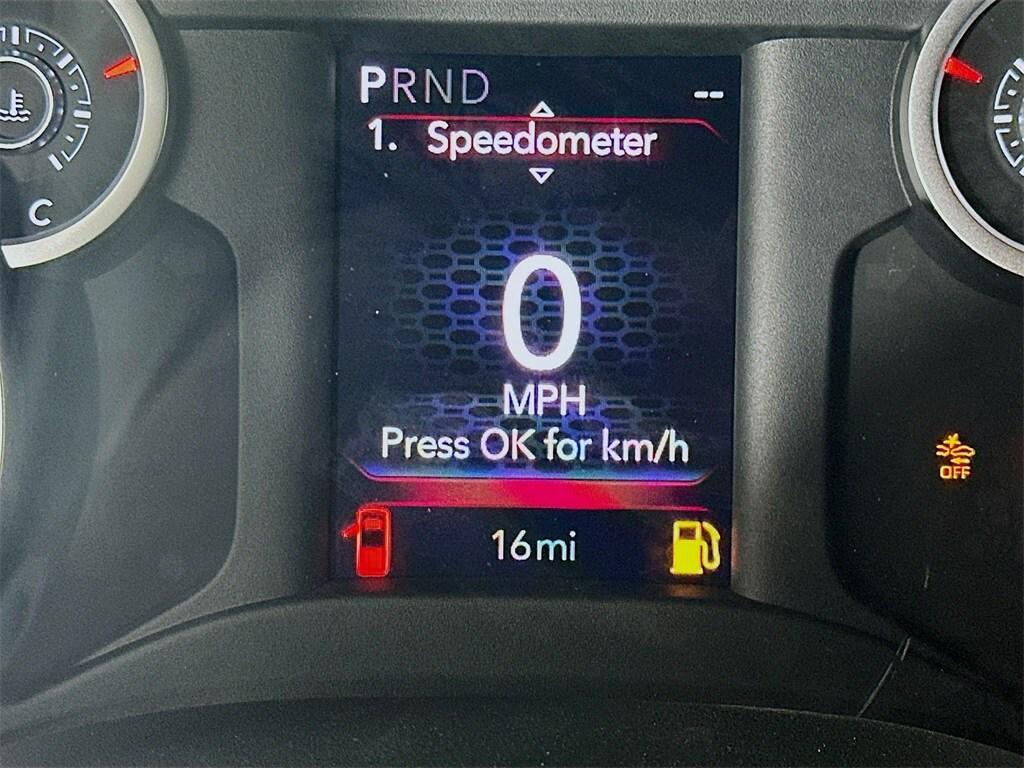 PRND
--
1. Speedometer
0
MPH
Press OK for km/h
16mi
C
OFF